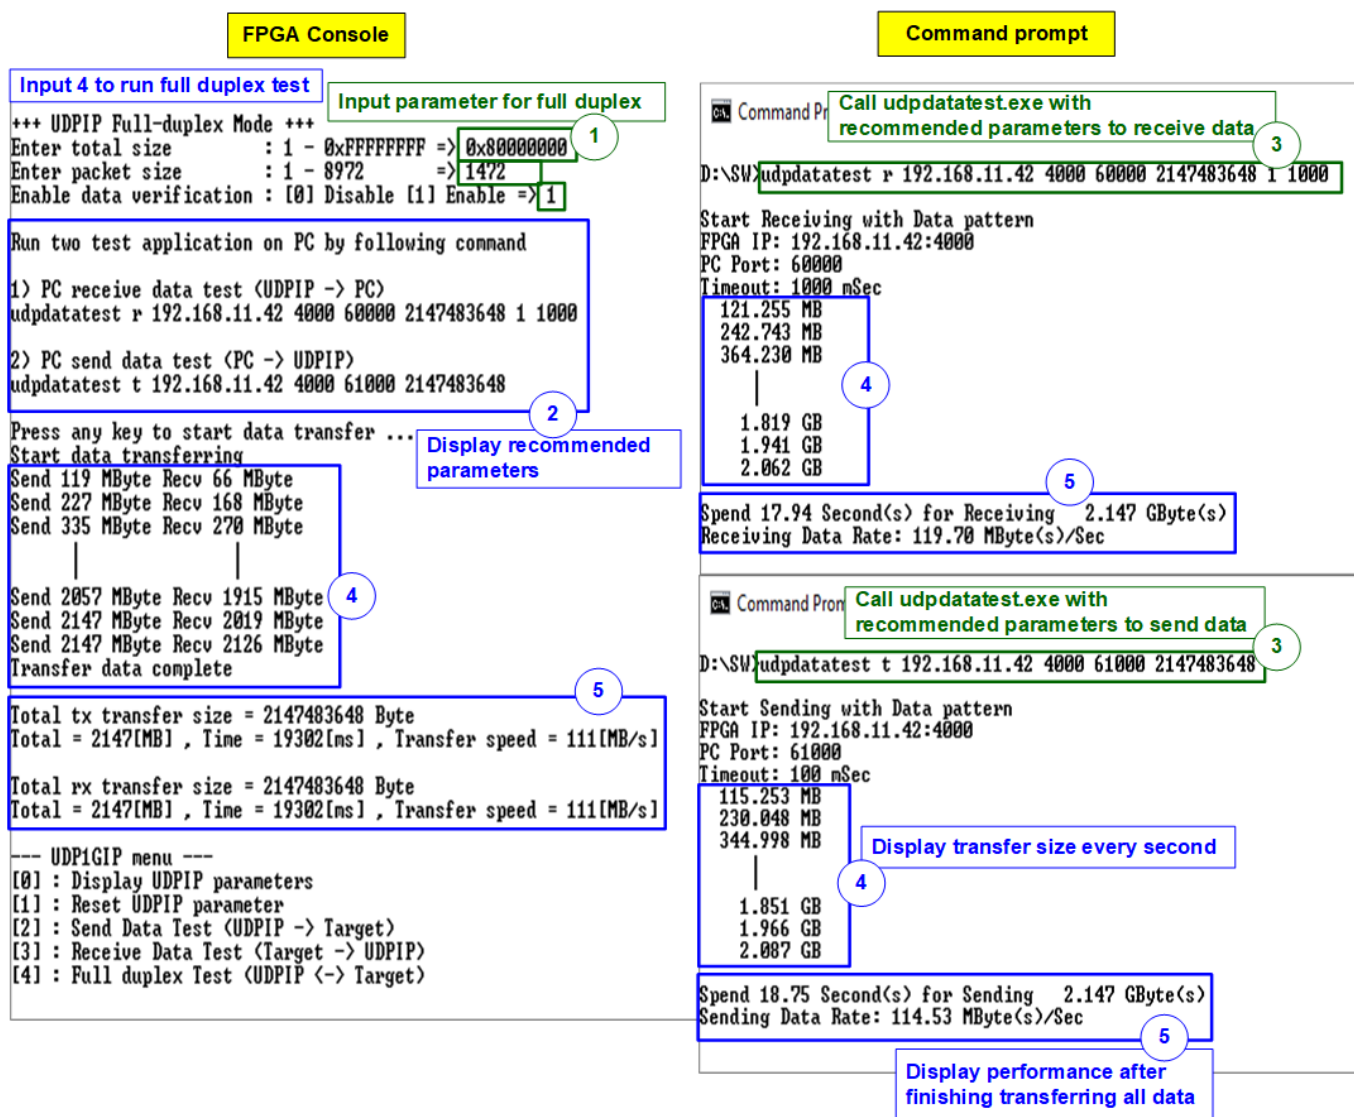 FPGA Console
Input 4 to run full duplex test
Input parameter for full duplex
1
+++ UDPIP Full-duplex Mode +++
Enter total size : 1 - 0xFFFFFFFF => 0x80000000
Enter packet size : 1 - 8972 => 1472
Enable data verification : [0] Disable [1] Enable => 1
Run two test application on PC by following command
1) PC receive data test (UDPIP -> PC)
udpdatatest r 192.168.11.42 4000 60000 2147483648 1 1000
2) PC send data test (PC -> UDPIP)
udpdatatest t 192.168.11.42 4000 61000 2147483648
2
Display recommended
parameters
Press any key to start data transfer ...
Start data transferring
Send 119 MByte Recv 66 MByte
Send 227 MByte Recv 168 MByte
Send 335 MByte Recv 270 MByte
Send 2057 MByte Recv 1915 MByte
Send 2147 MByte Recv 2019 MByte
Send 2147 MByte Recv 2126 MByte
Transfer data complete
4
5
Total tx transfer size = 2147483648 Byte
Total = 2147[MB] , Time = 19302[ms] , Transfer speed = 111[MB/s]
Total rx transfer size = 2147483648 Byte
Total = 2147[MB] , Time = 19302[ms] , Transfer speed = 111[MB/s]
--- UDP1GIP menu ---
[0] : Display UDPIP parameters
[1] : Reset UDPIP parameter
[2] : Send Data Test (UDPIP -> Target)
[3] : Receive Data Test (Target -> UDPIP)
[4] : Full duplex Test (UDPIP <-> Target)
Command prompt
Command Pr
Call udpdatatest.exe with
recommended parameters to receive data
3
D:\SW>udpdatatest r 192.168.11.42 4000 60000 2147483648 1 1000
Start Receiving with Data pattern
FPGA IP: 192.168.11.42:4000
PC Port: 60000
Timeout: 1000 mSec
121.255 MB
242.743 MB
364.230 MB
1.819 GB
1.941 GB
2.062 GB
4
5
Spend 17.94 Second(s) for Receiving 2.147 GByte(s)
Receiving Data Rate: 119.70 MByte(s)/Sec
Command Pron
Call udpdatatest.exe with
recommended parameters to send data
3
D:\SW>udpdatatest t 192.168.11.42 4000 61000 2147483648
Start Sending with Data pattern
FPGA IP: 192.168.11.42:4000
PC Port: 61000
Timeout: 100 mSec
115.253 MB
230.048 MB
344.998 MB
1.851 GB
1.966 GB
2.087 GB
Display transfer size every second
4
Spend 18.75 Second(s) for Sending 2.147 GByte(s)
Sending Data Rate: 114.53 MByte(s)/Sec
5
Display performance after
finishing transferring all data